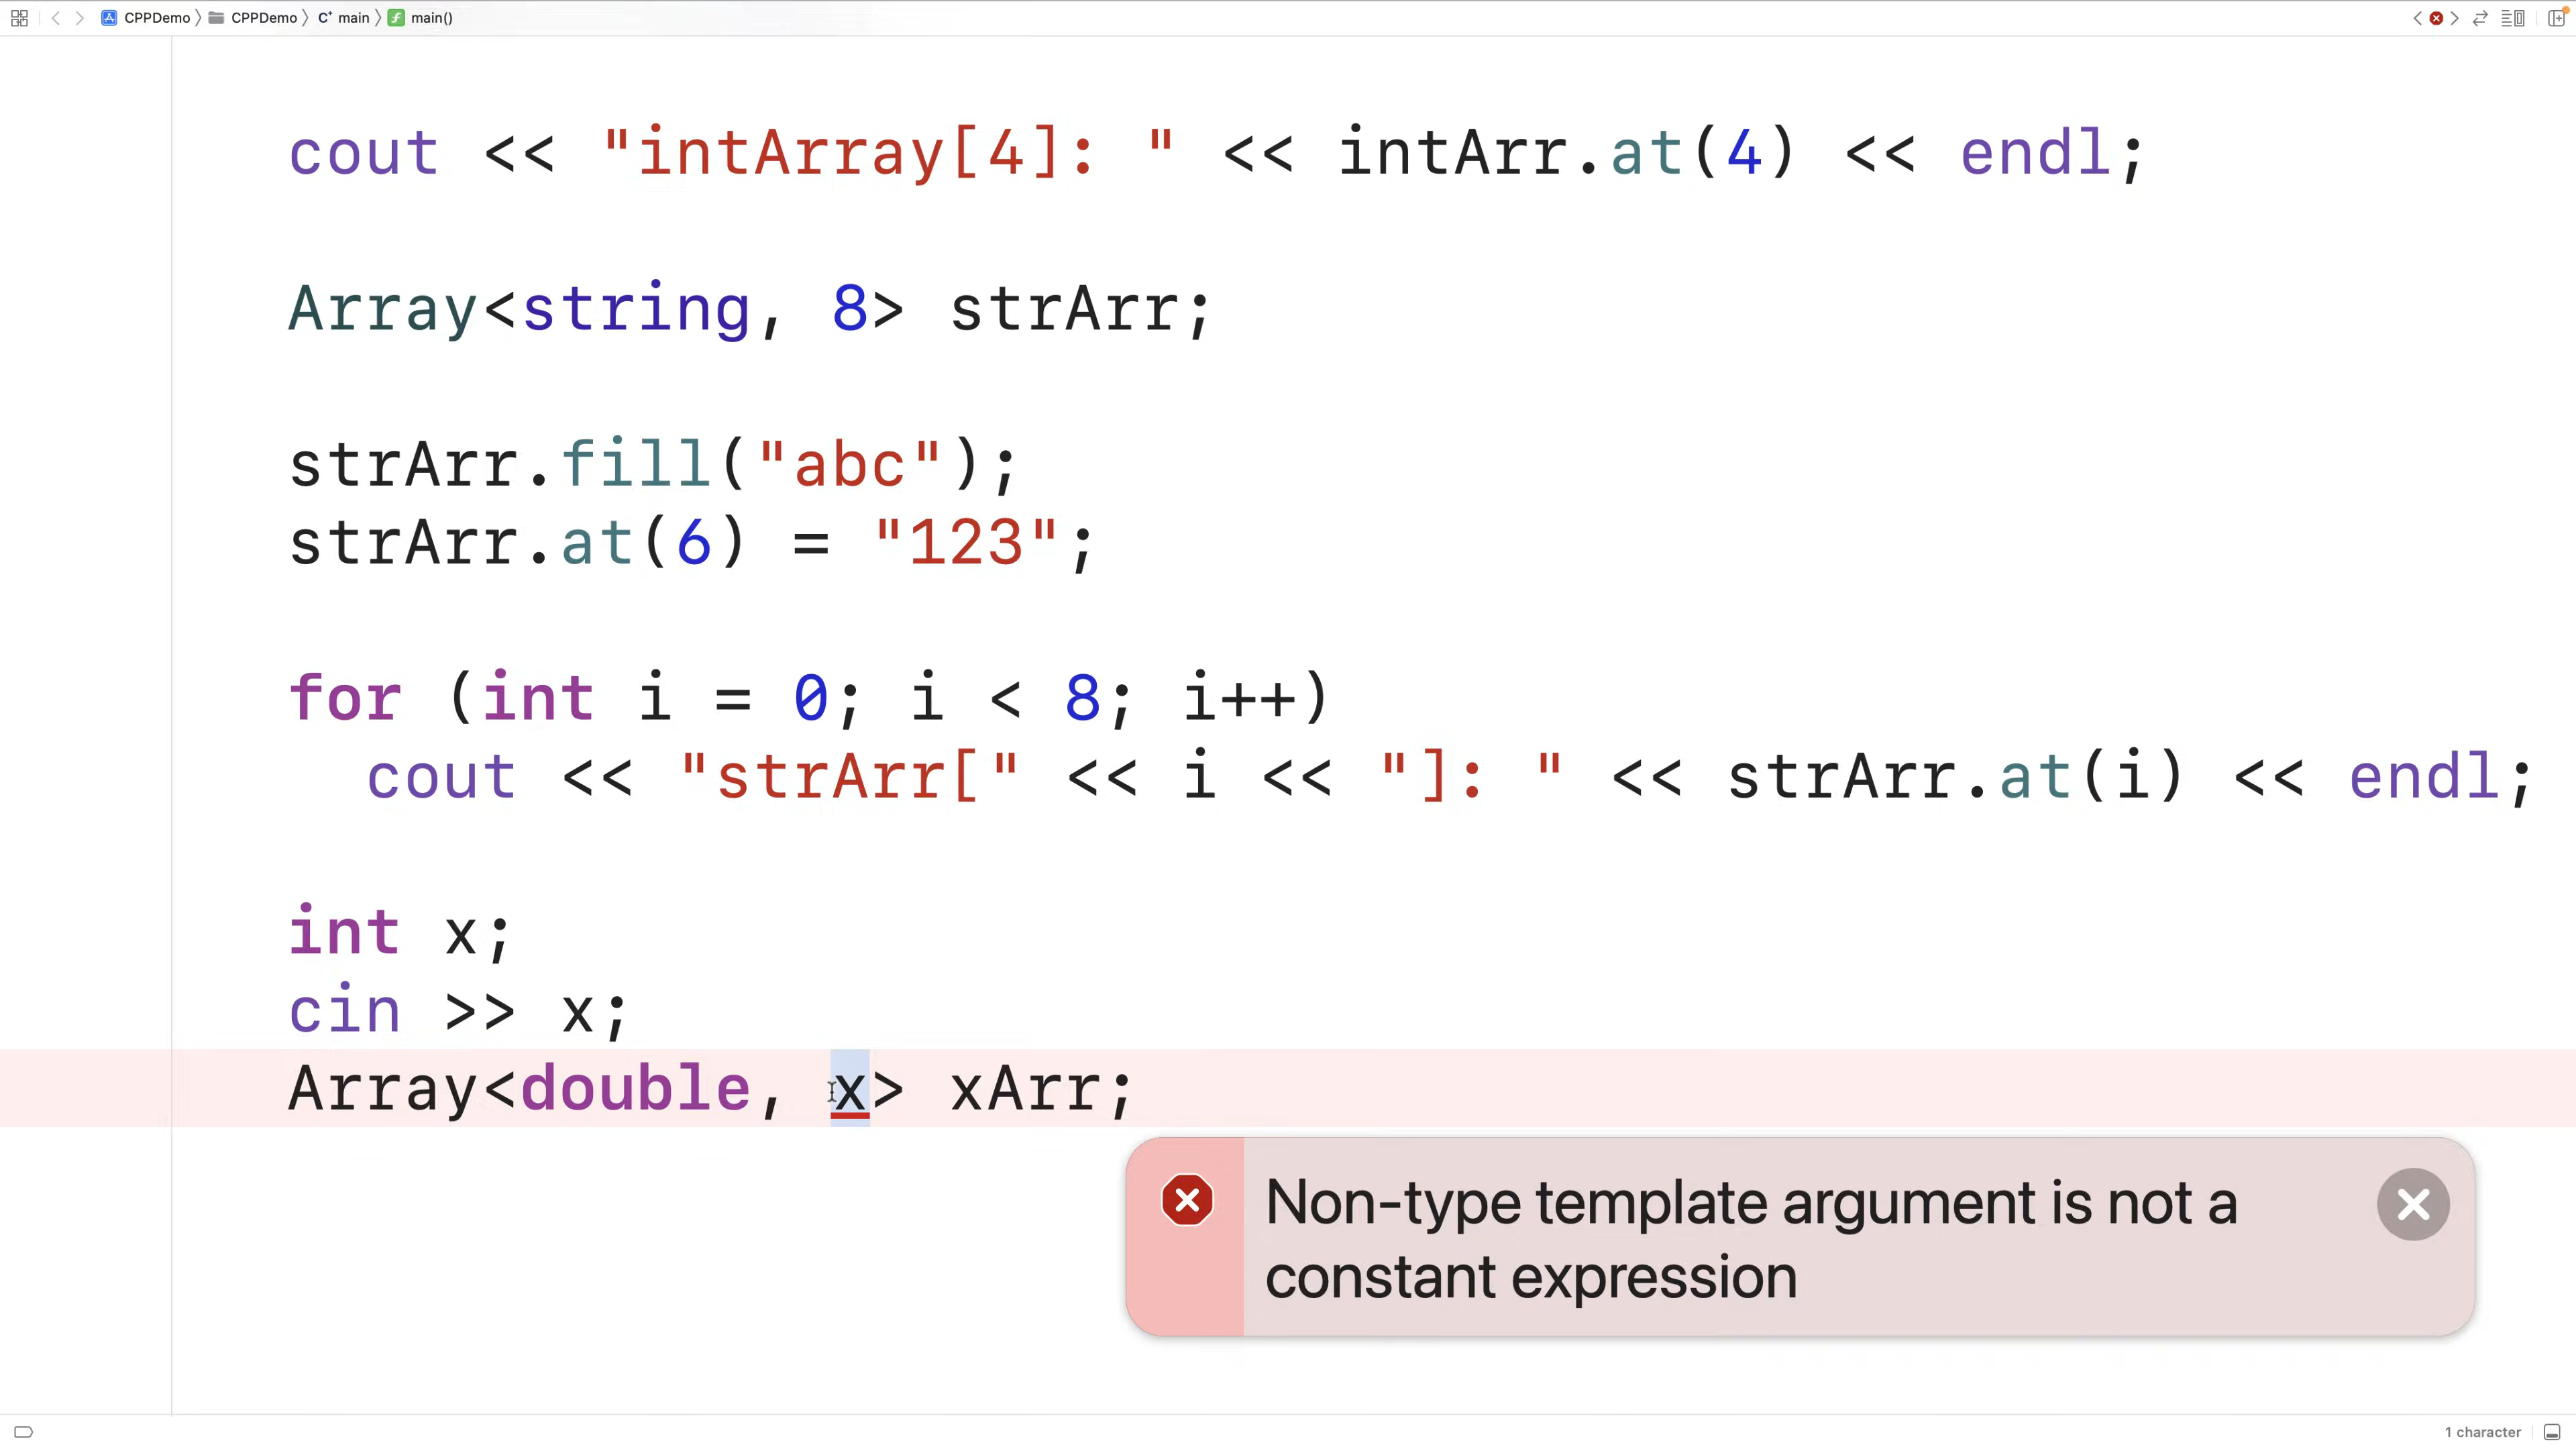 CPPDemo CPPDemo main main()
cout << "intArray[4]: " << intArr.at(4) << endl;
Array<string, 8> strArr;
strArr.fill("abc");
strArr.at(6) = "123";
for (int i = 0; i < 8; i++)
cout << "strArr[" << i << "]: " << strArr.at(i) << endl;
int x;
cin >> x;
Array<double, x> xArr;
Non-type template argument is not a
constant expression
1 character